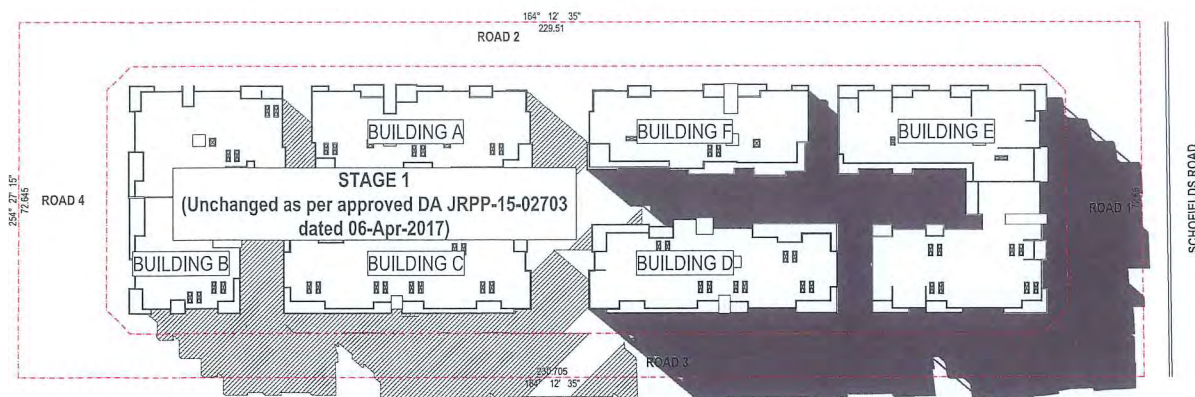 164° 12' 35"
229.51
ROAD 2
BUILDING A
BUILDING F
BUILDING E
STAGE 1
(Unchanged as per approved DA JRPP-15-02703
dated 06-Apr-2017)
254° 27' 15"
72.645
ROAD 4
ROAD 1
SCHOFIELDS ROAD
BUILDING B
BUILDING C
BUILDING D
ROAD 3
230.705
164° 12' 35"